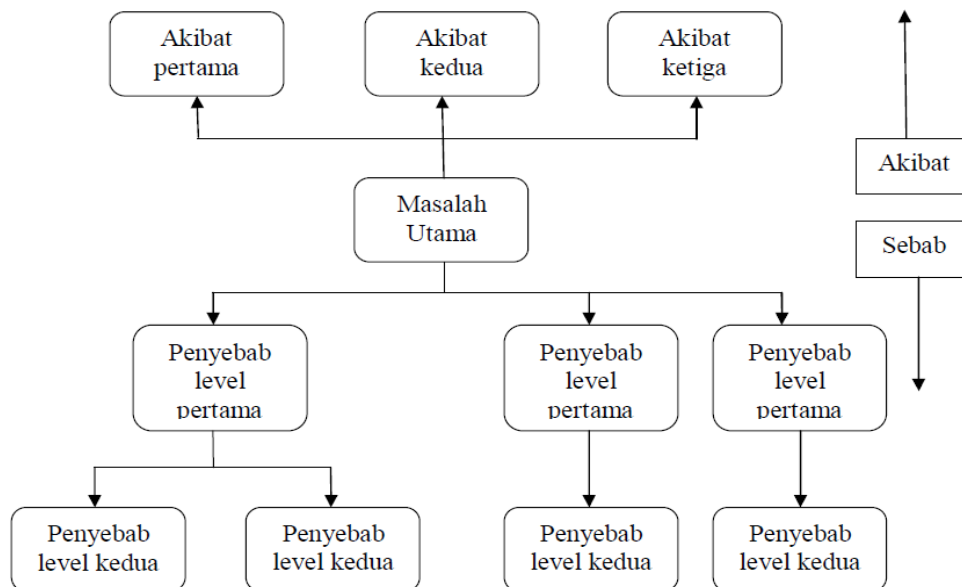 Akibat
pertama
Akibat
kedua
Akibat
ketiga
Akibat
Masalah
Utama
Sebab
Penyebab
level
pertama
Penyebab
level
pertama
Penyebab
level
pertama
Penyebab
level kedua
Penyebab
level kedua
Penyebab
level kedua
Penyebab
level kedua